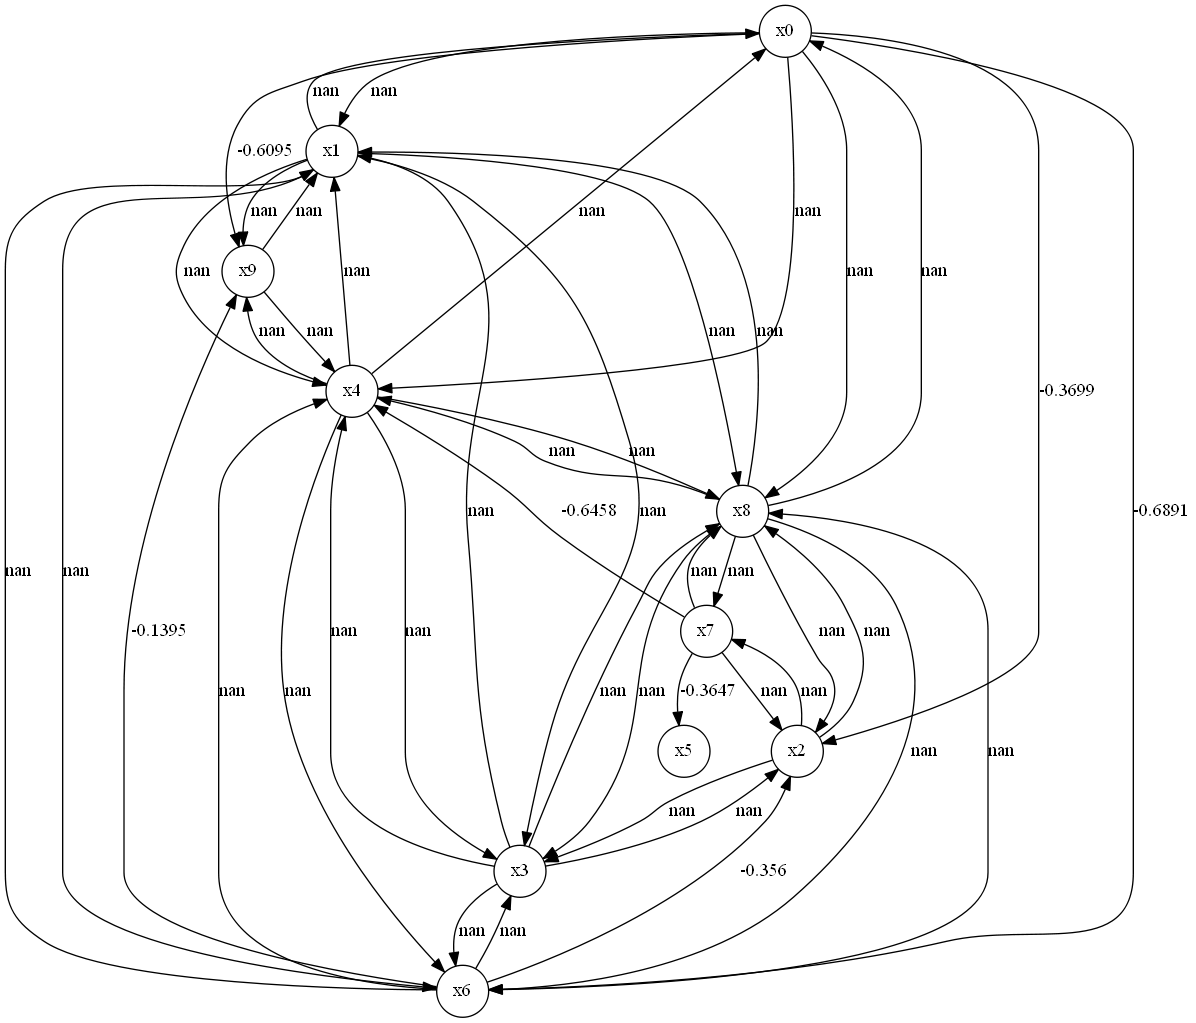 x0
nan nan
x1
-0.6095
nan nan nan nan
x9 nan nan nan nan
nan nan nan nan
x4 -0.3699
nan nan
nan -0.6458 x8 -0.6891
nan nan nan nan
-0.1395 nan nan x7 nan nan
nan nan nan nan -0.3647 nan nan
x5 x2 nan nan
nan nan
x3 -0.356
nan nan
x6